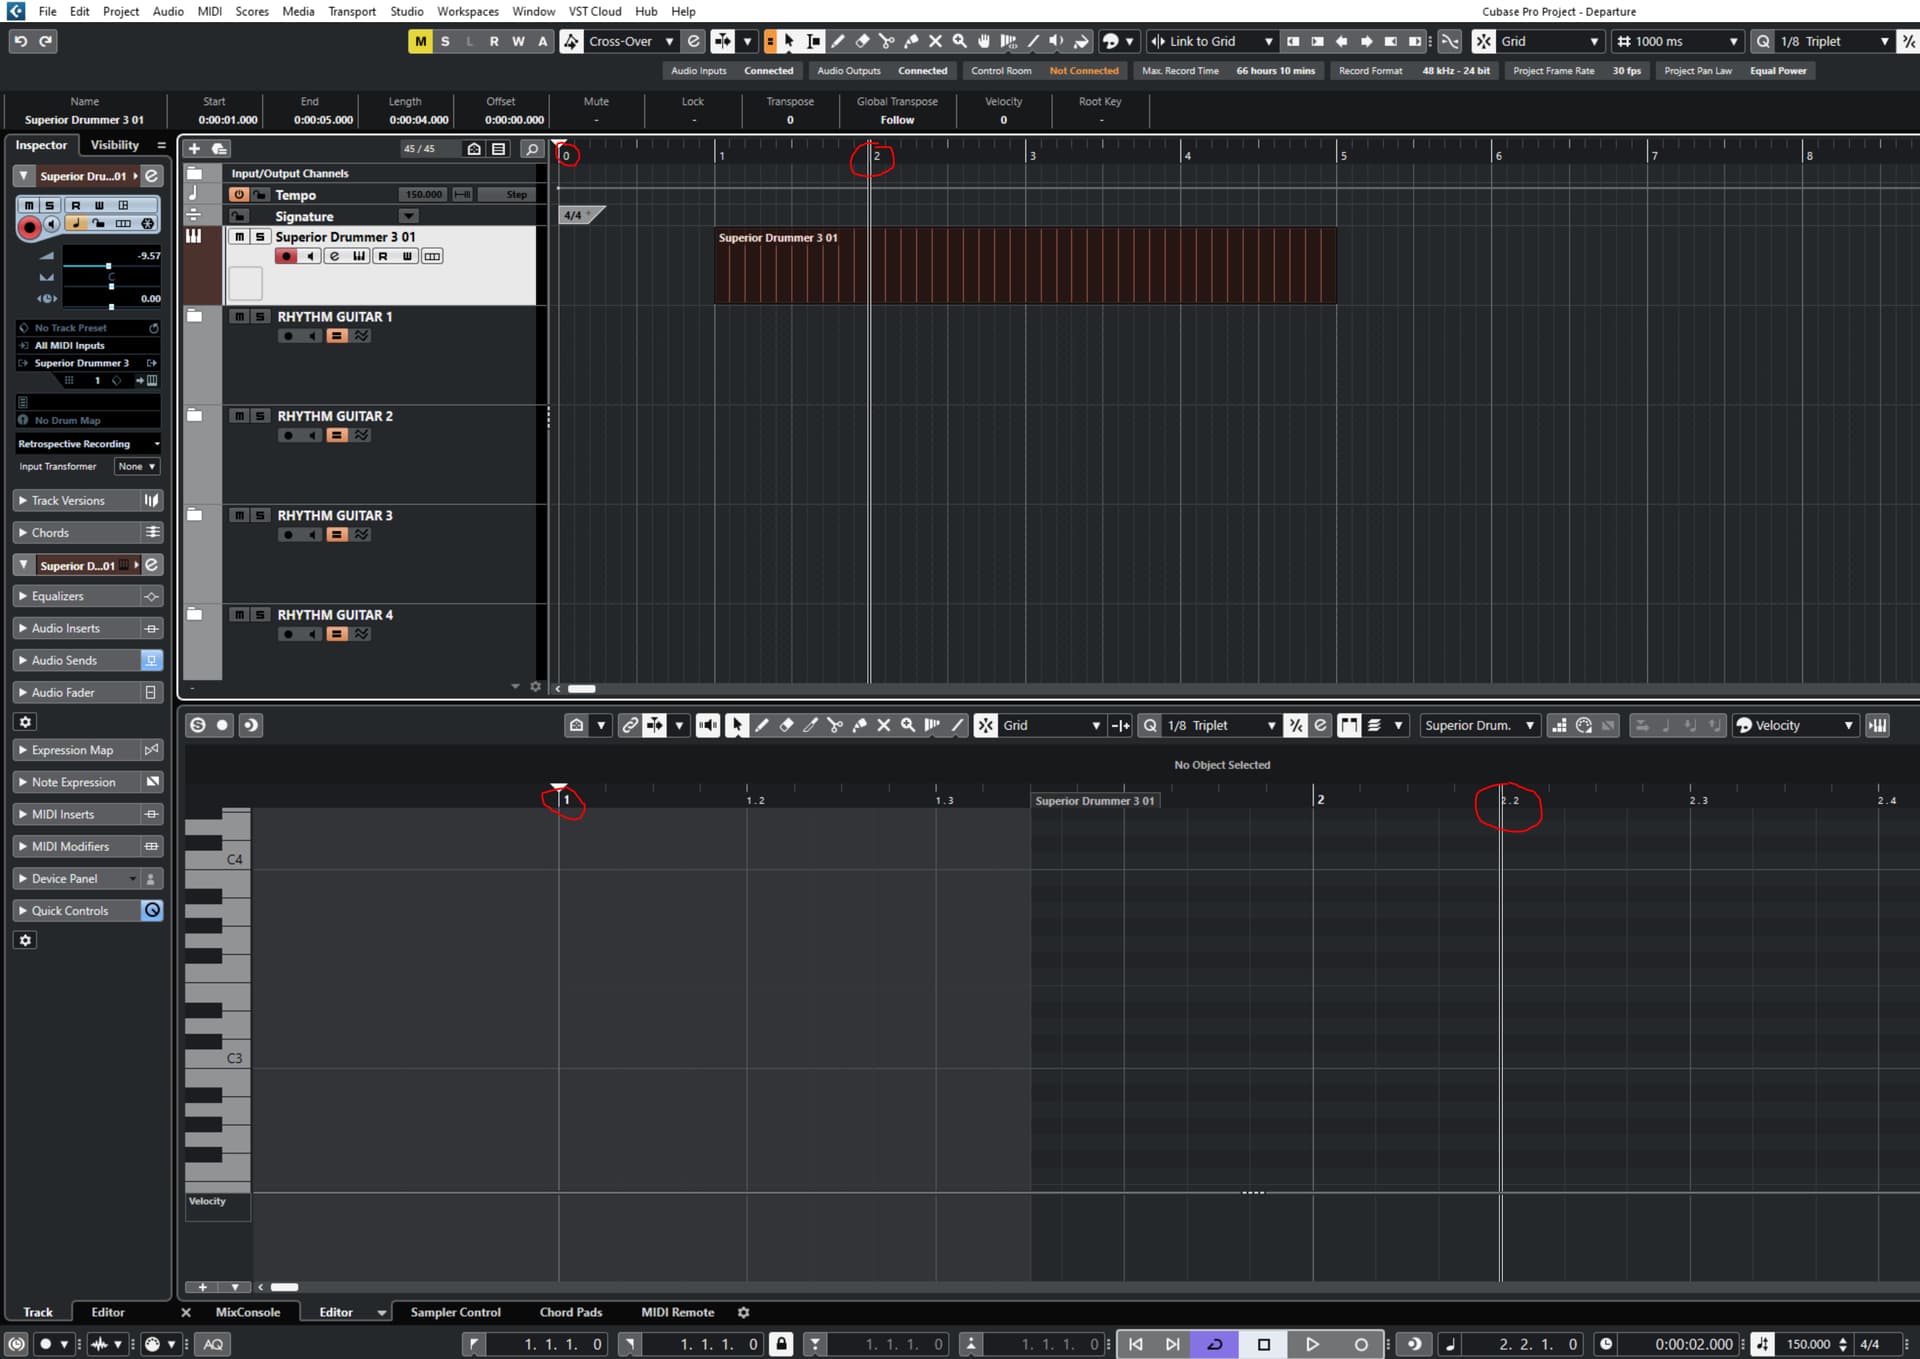 File Edit Project Audio MIDI Scores Media Transport Studio Workspaces Window VST Cloud Hub Help
Cubase Pro Project - Departure
M S L R W A Cross-Over Link to Grid Grid 1000 ms Q 1/8 Triplet
Audio Inputs Connected Audio Outputs Connected Control Room Not Connected Max. Record Time 66 hours 10 mins Record Format 48 kHz - 24 bit Project Frame Rate 30 fps Project Pan Law Equal Power
Name Start End Length Offset Mute Lock Transpose Global Transpose Velocity Root Key
Superior Drummer 3 01 0:00:01.000 0:00:05.000 0:00:04.000 0:00:00.000 - - 0 Follow 0 -
Inspector Visibility
45 / 45
0 1 2 3 4 5 6 7 8
Superior Dru...01
Input/Output Channels
Tempo 150.000 Step
Signature 4/4
m S R W
Superior Drummer 3 01
m S R W
Superior Drummer 3 01
-9.57
C
0.00
No Track Preset
All MIDI Inputs
Superior Drummer 3
1
No Drum Map
Retrospective Recording
Input Transformer None
m S RHYTHM GUITAR 1
m S RHYTHM GUITAR 2
m S RHYTHM GUITAR 3
m S RHYTHM GUITAR 4
Track Versions
Chords
Superior D...01
Equalizers
Audio Inserts
Audio Sends
Audio Fader
Expression Map
Note Expression
MIDI Inserts
MIDI Modifiers
Device Panel
Quick Controls
S Grid Q 1/8 Triplet Superior Drum. Velocity
No Object Selected
1 1.2 1.3 2 2.2 2.3 2.4
Superior Drummer 3 01
C4
C3
Velocity
Track Editor MixConsole Editor Sampler Control Chord Pads MIDI Remote
AQ 1. 1. 1. 0 1. 1. 1. 0 1. 1. 1. 0 1. 1. 1. 0 2. 2. 1. 0 0:00:02.000 150.000 4/4